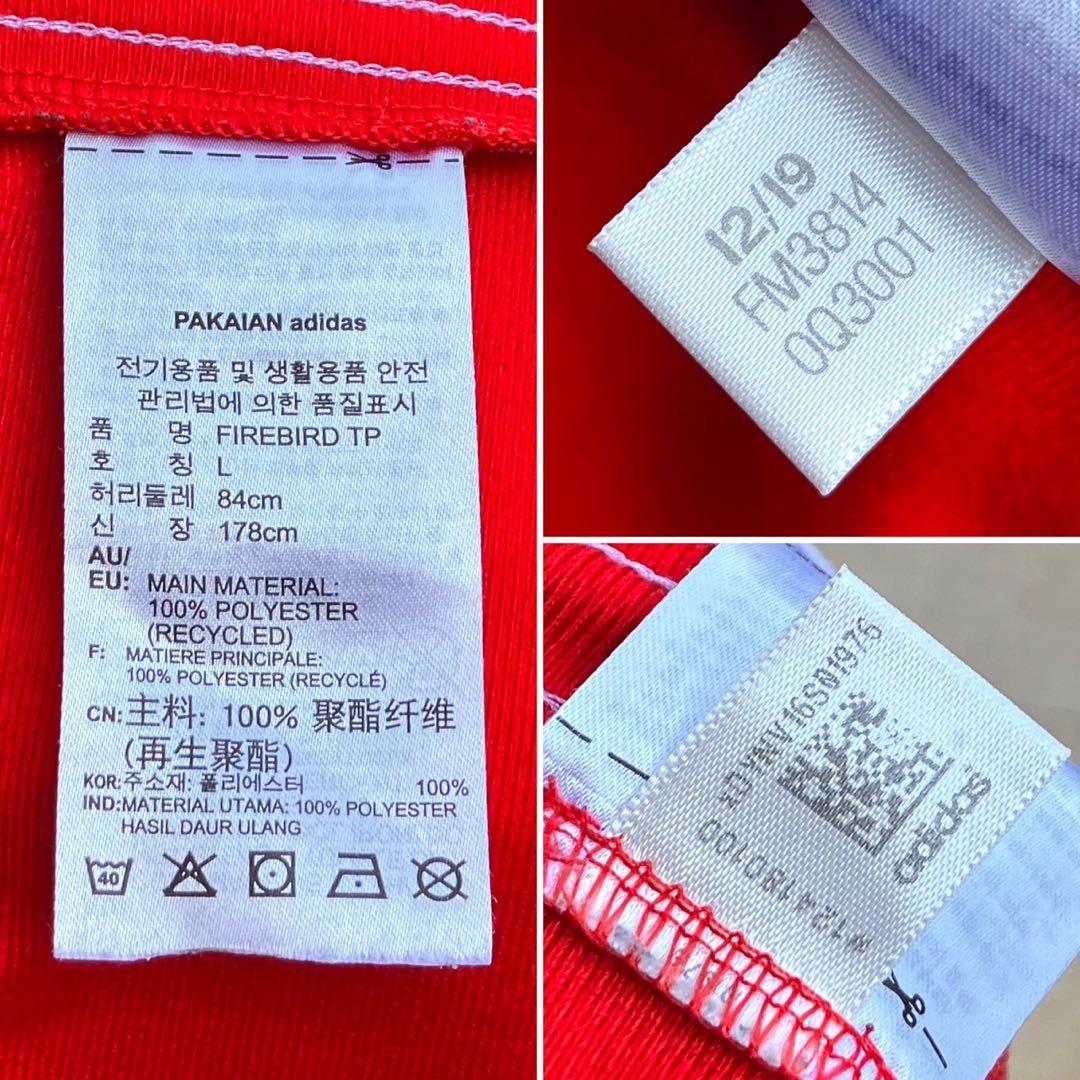 PAKAIAN adidas
전기용품 및 생활용품 안전
관리법에 의한 품질표시
품 명 FIREBIRD TP
호 칭 L
허리둘레 84cm
신 장 178cm
AU/
EU: MAIN MATERIAL:
100% POLYESTER
(RECYCLED)
F: MATIERE PRINCIPALE:
100% POLYESTER (RECYCLÉ)
CN: 主料: 100% 聚酯纤维
(再生聚酯)
KOR: 주소재: 폴리에스터 100%
IND: MATERIAL UTAMA: 100% POLYESTER
HASIL DAUR ULANG
40
12/19
FM3814
0Q3001
adidas